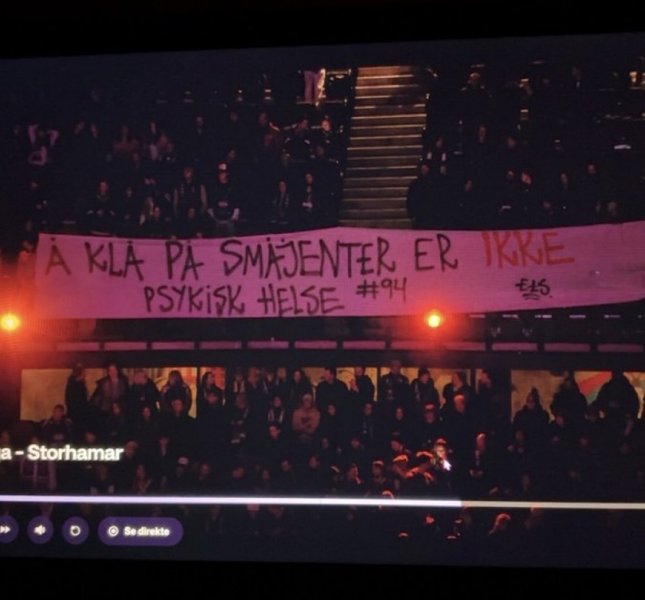 Å KLÅ PÅ SMÅJENTER ER IKKE
PSYKISK HELSE #94
a - Storhamar
Se direkte